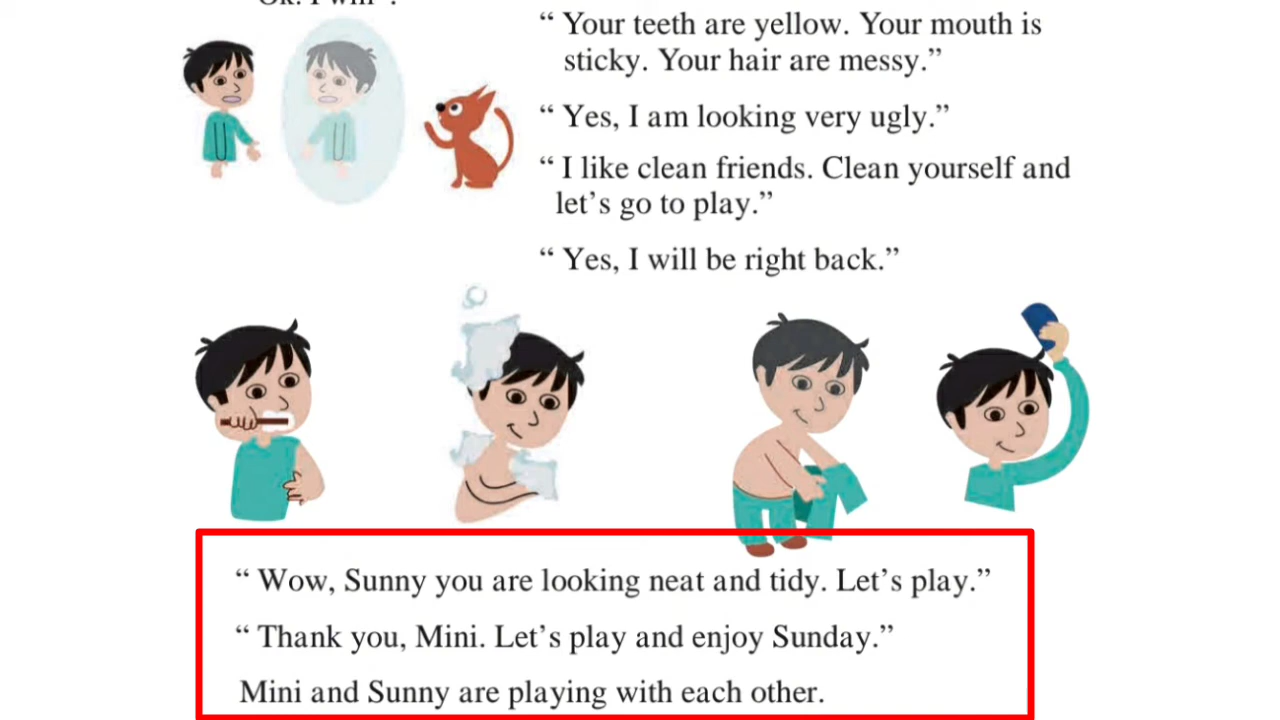 “ Your teeth are yellow. Your mouth is
sticky. Your hair are messy.”
“ Yes, I am looking very ugly.”
“ I like clean friends. Clean yourself and
let’s go to play.”
“ Yes, I will be right back.”
“ Wow, Sunny you are looking neat and tidy. Let’s play.”
“ Thank you, Mini. Let’s play and enjoy Sunday.”
Mini and Sunny are playing with each other.